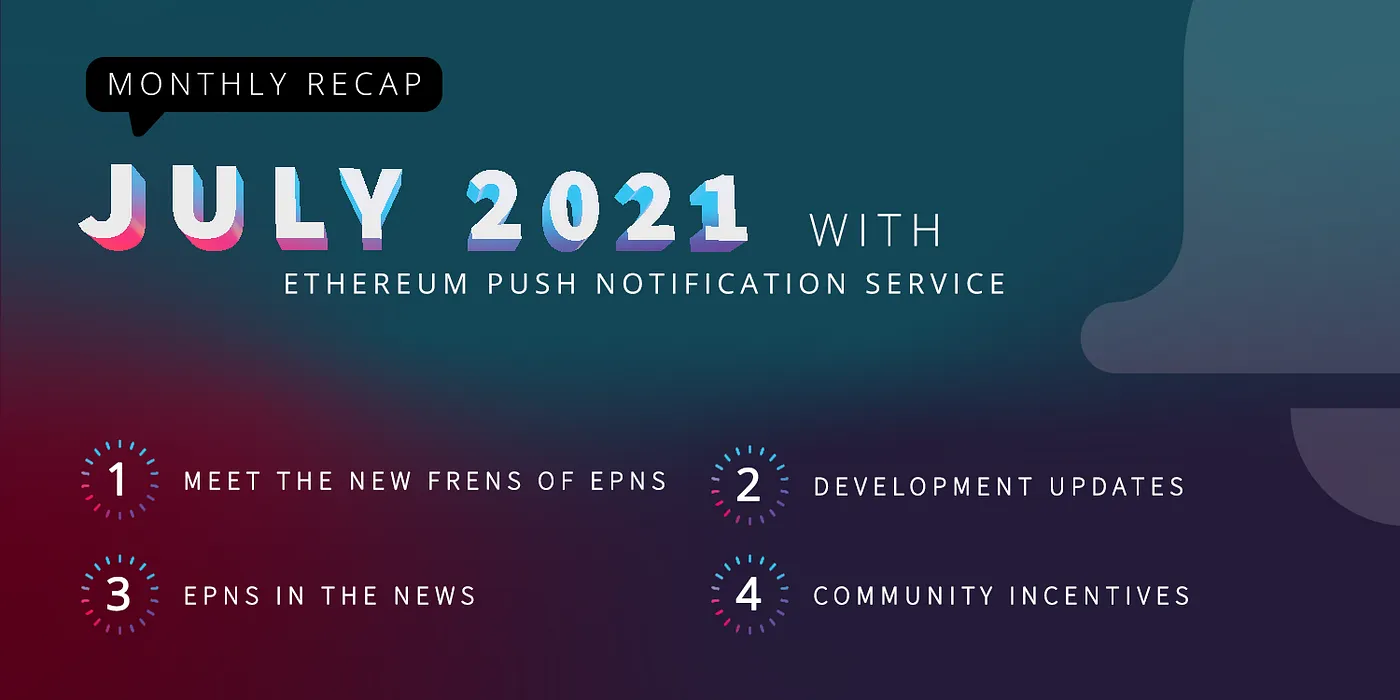 MONTHLY RECAP
JULY 2021 WITH
ETHEREUM PUSH NOTIFICATION SERVICE
1 MEET THE NEW FRENS OF EPNS
2 DEVELOPMENT UPDATES
3 EPNS IN THE NEWS
4 COMMUNITY INCENTIVES